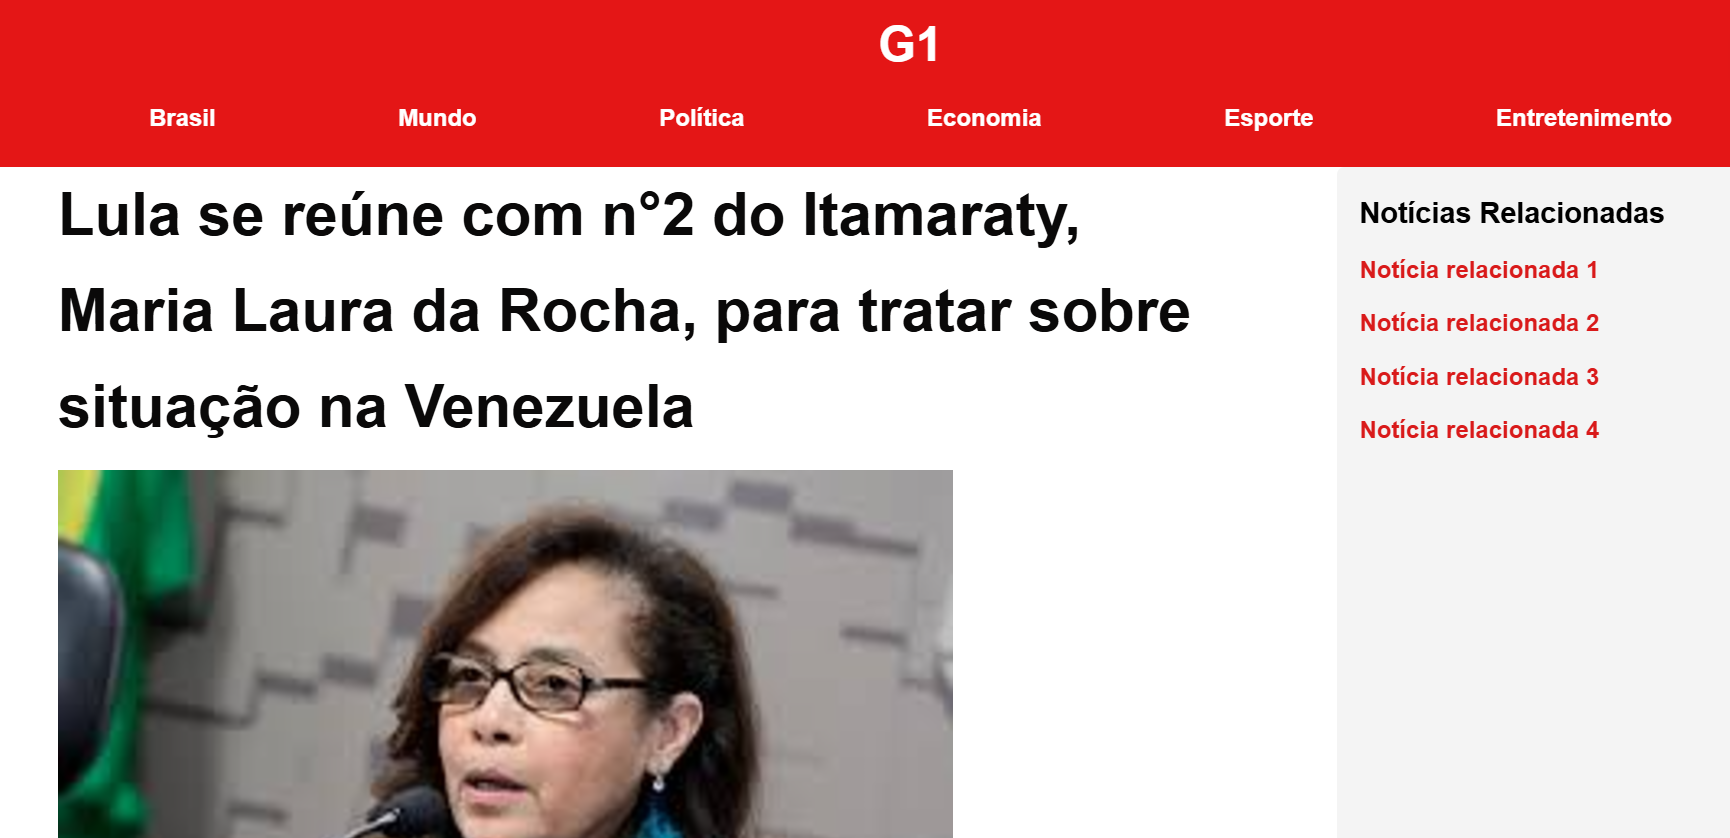 G1
Brasil Mundo Política Economia Esporte Entretenimento
Lula se reúne com n°2 do Itamaraty,
Maria Laura da Rocha, para tratar sobre
situação na Venezuela
Notícias Relacionadas
Notícia relacionada 1
Notícia relacionada 2
Notícia relacionada 3
Notícia relacionada 4